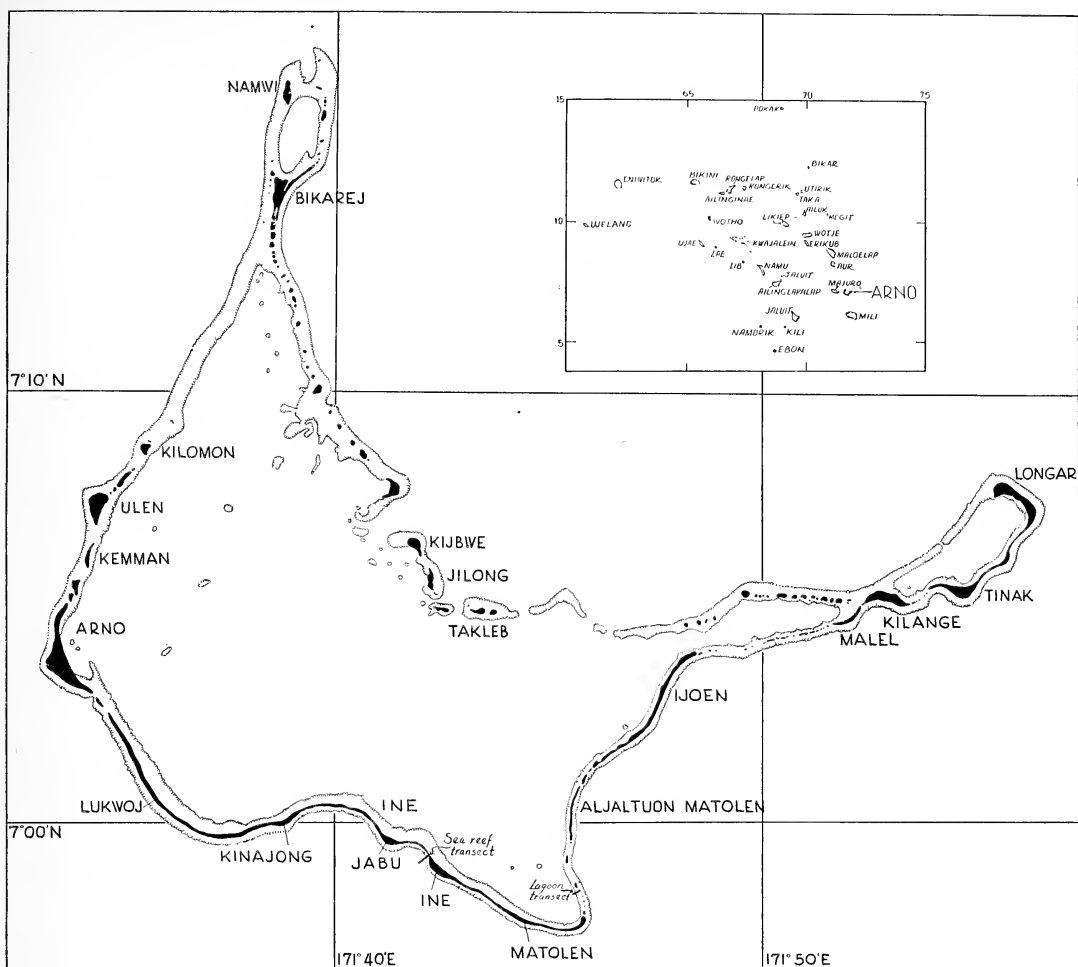 NAMWI
BIKAREJ
15
65
70
75
POKAK
BIKAR
ENIWITOK
BIKINI
RONGELAP
RONGERIK
UTIRIK
AILINGINAE
TAKA
AILUK
MEGIT
10
WOTHO
LIKIEP
WELANG
WOTJE
UJAE
LAE
KWAJALEIN
ERIKUB
MALOELAP
LIB
NAMU
AUR
JALUIT
MAJURO
ARNO
AILINGLAPALAP
JALUIT
MILI
NAMORIK
KILI
5
EBON
7°10'N
KILOMON
LONGAR
ULEN
KIJBWE
KEMMAN
JILONG
TINAK
TAKLEB
KILANGE
ARNO
MALEL
IJOEN
LUKWOJ
INE
ALJALTUON MATOLEN
7°00'N
KINAJONG
JABU
Sea reef
transect
INE
Lagoon
transect
MATOLEN
171°40'E
171°50'E